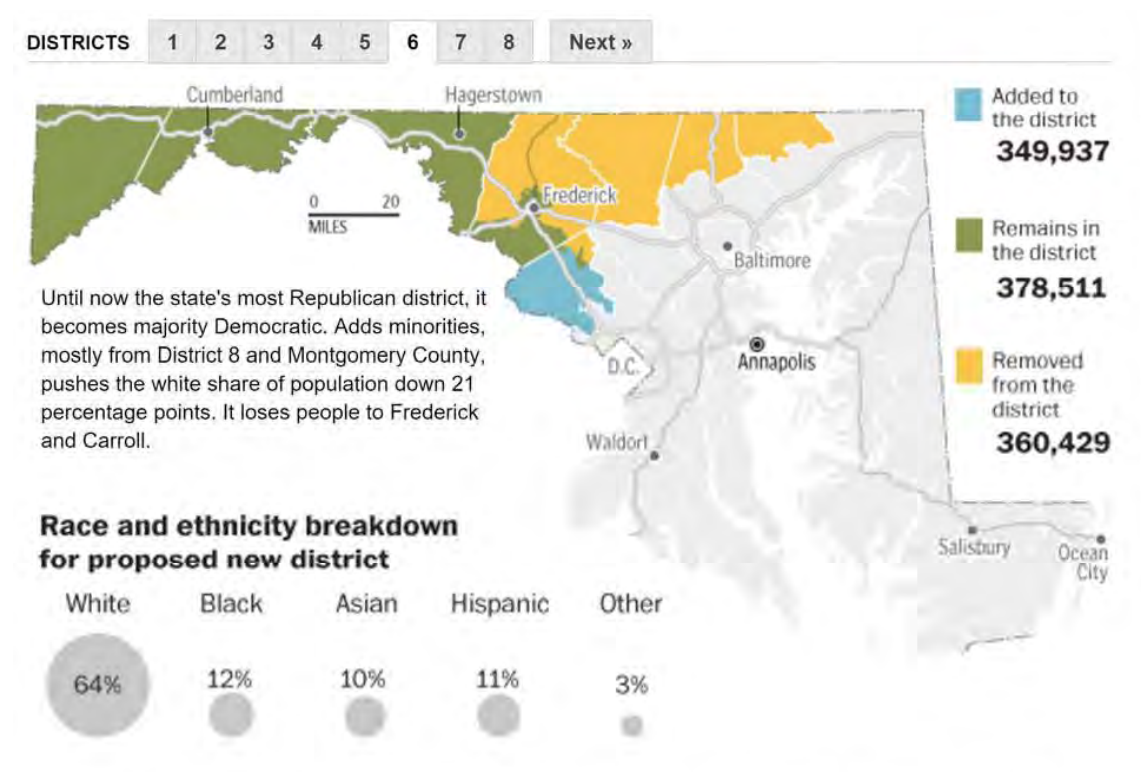 DISTRICTS 1 2 3 4 5 6 7 8 Next »
Cumberland
Hagerstown
Frederick
0 20
MILES
Baltimore
D.C.
Annapolis
Waldorf
Salisbury
Ocean
City
Added to
the district
349,937
Remains in
the district
378,511
Removed
from the
district
360,429
Until now the state's most Republican district, it
becomes majority Democratic. Adds minorities,
mostly from District 8 and Montgomery County,
pushes the white share of population down 21
percentage points. It loses people to Frederick
and Carroll.
Race and ethnicity breakdown
for proposed new district
White Black Asian Hispanic Other
64% 12% 10% 11% 3%